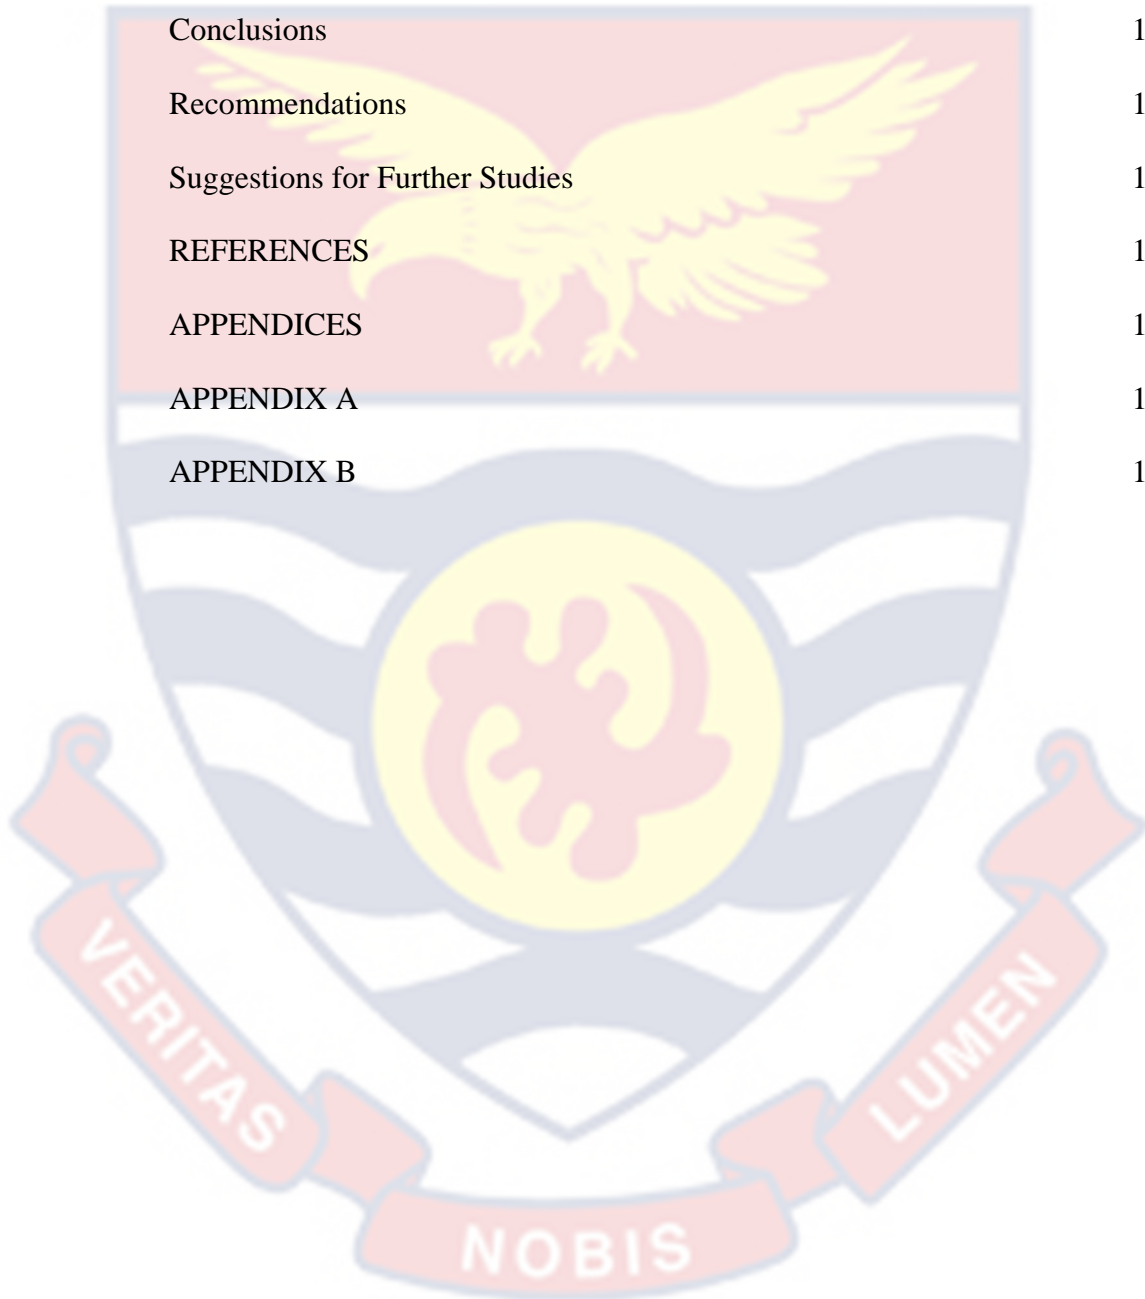 Conclusions 1
Recommendations 1
Suggestions for Further Studies 1
REFERENCES 1
APPENDICES 1
APPENDIX A 1
APPENDIX B 1
VERITAS
NOBIS
LUMEN